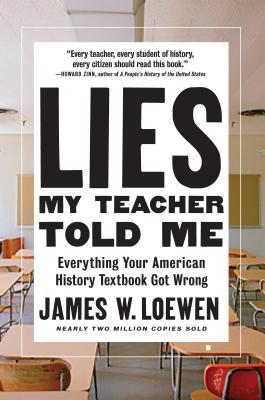 "Every teacher, every student of history,
every citizen should read this book."
—HOWARD ZINN, author of A People's History of the United States
LIES
MY TEACHER
TOLD ME
Everything Your American
History Textbook Got Wrong
JAMES W. LOEWEN
NEARLY TWO MILLION COPIES SOLD